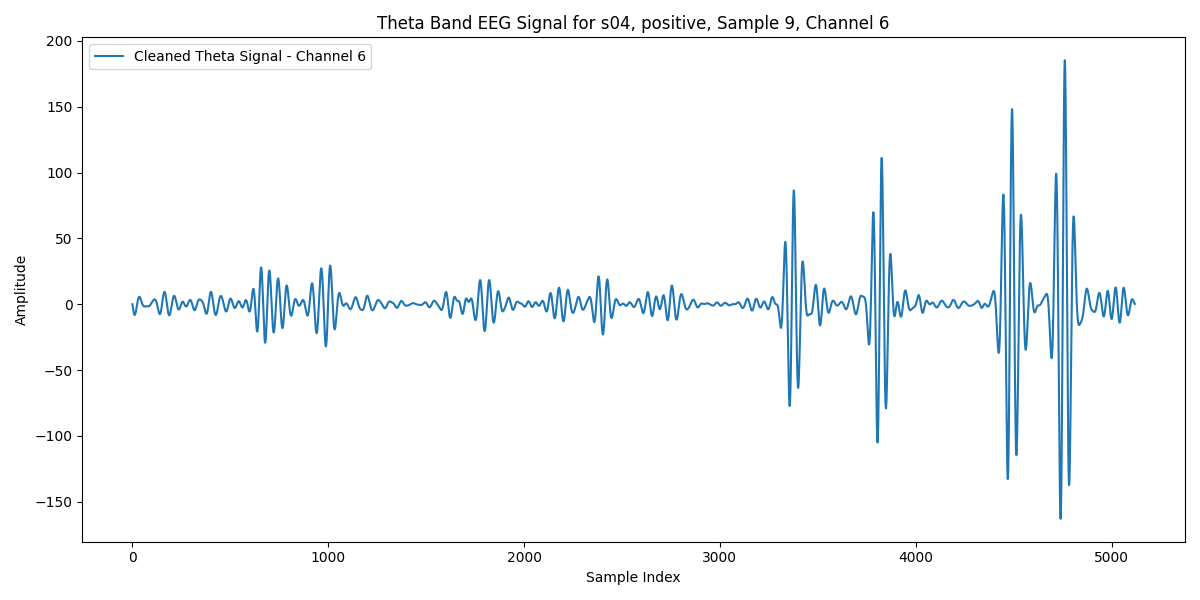 Theta Band EEG Signal for s04, positive, Sample 9, Channel 6
Cleaned Theta Signal - Channel 6
Amplitude
200
150
100
50
0
−50
−100
−150
0 1000 2000 3000 4000 5000
Sample Index